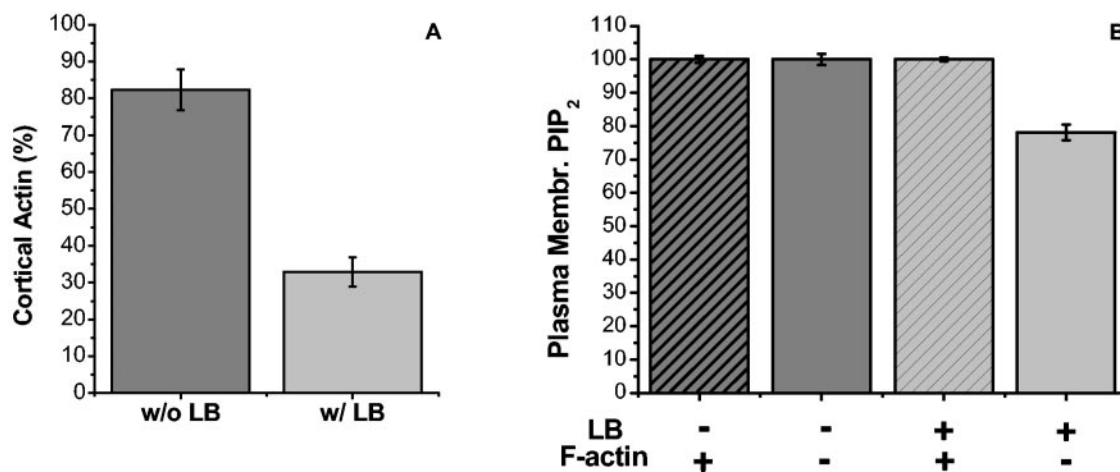 A
Cortical Actin (%)
100
90
80
70
60
50
40
30
20
10
0
w/o LB
w/ LB
B
Plasma Membr. PIP₂
110
100
90
80
70
60
50
40
30
20
10
0
LB - - + +
F-actin + - + -